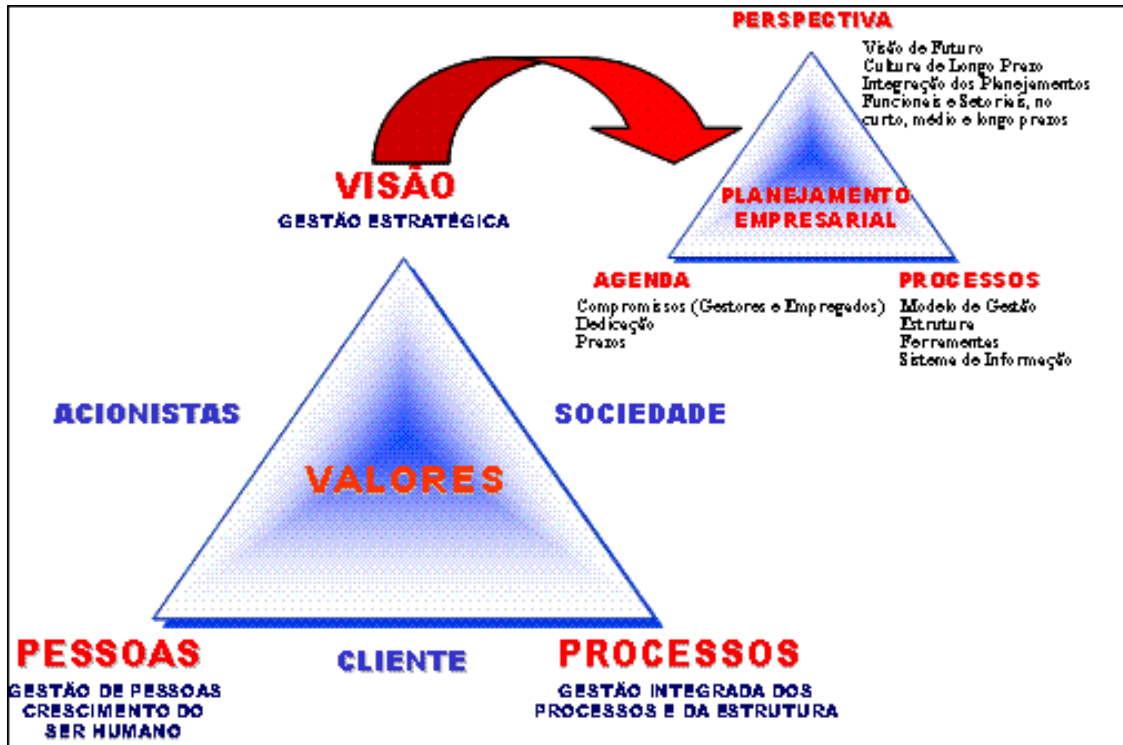 PERSPECTIVA
Visão de Futuro
Cultura de Longo Prazo
Integração dos Planejamentos
Funcionais e Setoriais, no
curto, médio e longo prazos
VISÃO
GESTÃO ESTRATÉGICA
PLANEJAMENTO
EMPRESARIAL
AGENDA
Compromissos (Gestores e Empregados)
Dedicação
Prazos
PROCESSOS
Modelo de Gestão
Estrutura
Ferramentas
Sistema de Informação
ACIONISTAS
SOCIEDADE
VALORES
PESSOAS
GESTÃO DE PESSOAS
CRESCIMENTO DO
SER HUMANO
CLIENTE
PROCESSOS
GESTÃO INTEGRADA DOS
PROCESSOS E DA ESTRUTURA